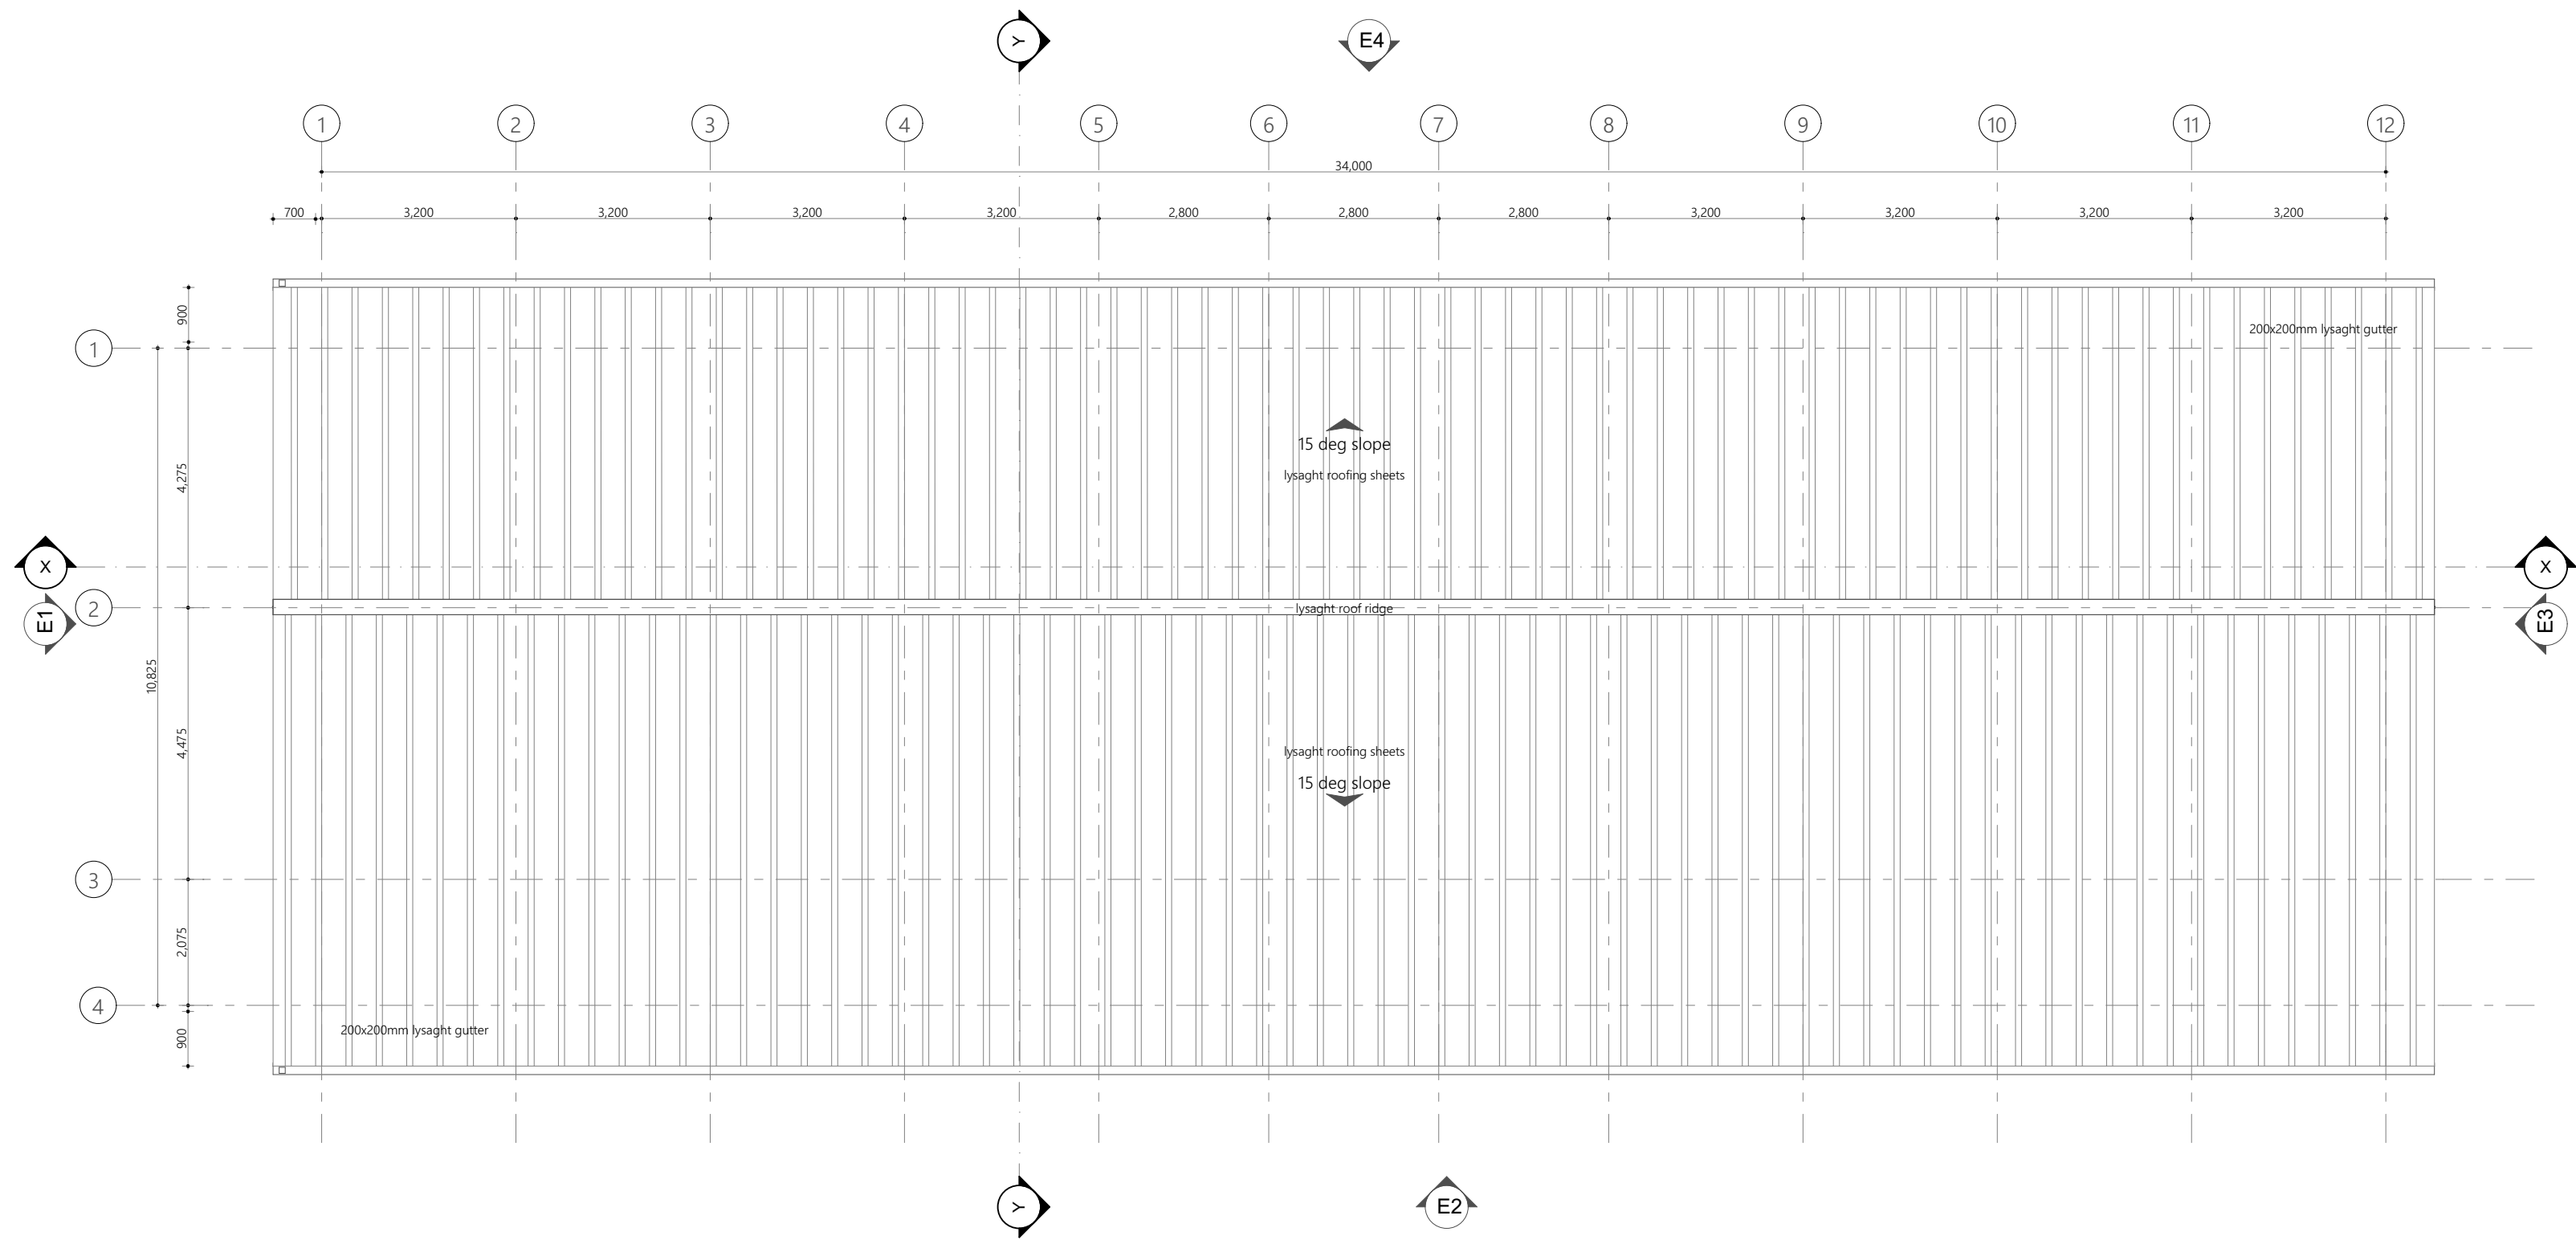 Y
E4
1 2 3 4 5 6 7 8 9 10 11 12
34,000
700 3,200 3,200 3,200 3,200 2,800 2,800 2,800 3,200 3,200 3,200 3,200
900
200x200mm lysaght gutter
1
15 deg slope
lysaght roofing sheets
4,275
X X
2
lysaght roof ridge
E1 E3
10,825
4,475
lysaght roofing sheets
15 deg slope
3
2,075
4
200x200mm lysaght gutter
900
Y
E2